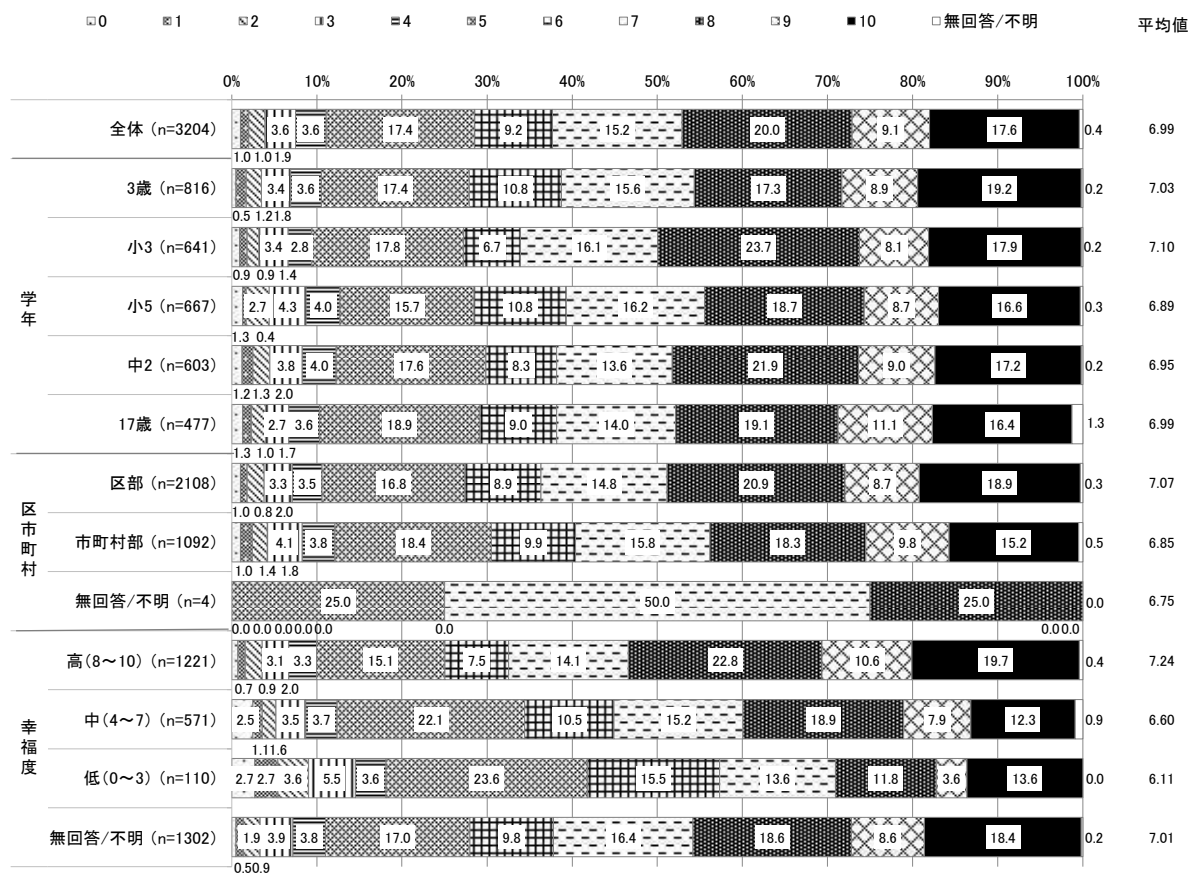 0 1 2 3 4 5 6 7 8 9 10 無回答/不明 平均値
0% 10% 20% 30% 40% 50% 60% 70% 80% 90% 100%
全体 (n=3204) 3.6 3.6 17.4 9.2 15.2 20.0 9.1 17.6 0.4 6.99
1.0 1.0 1.9
学年
3歳 (n=816) 3.4 3.6 17.4 10.8 15.6 17.3 8.9 19.2 0.2 7.03
0.5 1.2 1.8
小3 (n=641) 3.4 2.8 17.8 6.7 16.1 23.7 8.1 17.9 0.2 7.10
0.9 0.9 1.4
小5 (n=667) 2.7 4.3 4.0 15.7 10.8 16.2 18.7 8.7 16.6 0.3 6.89
1.3 0.4
中2 (n=603) 3.8 4.0 17.6 8.3 13.6 21.9 9.0 17.2 0.2 6.95
1.2 1.3 2.0
17歳 (n=477) 2.7 3.6 18.9 9.0 14.0 19.1 11.1 16.4 1.3 6.99
1.3 1.0 1.7
区市町村
区部 (n=2108) 3.3 3.5 16.8 8.9 14.8 20.9 8.7 18.9 0.3 7.07
1.0 0.8 2.0
市町村部 (n=1092) 4.1 3.8 18.4 9.9 15.8 18.3 9.8 15.2 0.5 6.85
1.0 1.4 1.8
無回答/不明 (n=4) 25.0 50.0 25.0 0.0 6.75
0.0 0.0 0.0 0.0 0.0 0.0 0.0 0.0
幸福度
高(8～10) (n=1221) 3.1 3.3 15.1 7.5 14.1 22.8 10.6 19.7 0.4 7.24
0.7 0.9 2.0
中(4～7) (n=571) 2.5 3.5 3.7 22.1 10.5 15.2 18.9 7.9 12.3 0.9 6.60
1.1 1.6
低(0～3) (n=110) 2.7 2.7 3.6 5.5 3.6 23.6 15.5 13.6 11.8 3.6 13.6 0.0 6.11
無回答/不明 (n=1302) 1.9 3.9 3.8 17.0 9.8 16.4 18.6 8.6 18.4 0.2 7.01
0.5 0.9